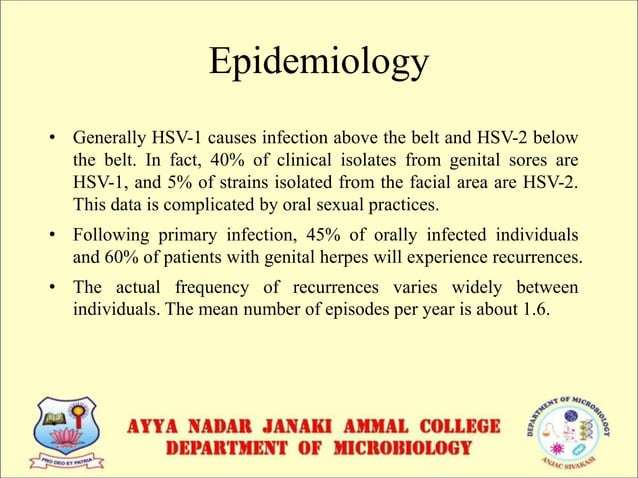 Epidemiology
• Generally HSV-1 causes infection above the belt and HSV-2 below
the belt. In fact, 40% of clinical isolates from genital sores are
HSV-1, and 5% of strains isolated from the facial area are HSV-2.
This data is complicated by oral sexual practices.
• Following primary infection, 45% of orally infected individuals
and 60% of patients with genital herpes will experience recurrences.
• The actual frequency of recurrences varies widely between
individuals. The mean number of episodes per year is about 1.6.
AYYA NADAR JANAKI AMMAL COLLEGE
DEPARTMENT OF MICROBIOLOGY
PRO DEO ET PATRIA
DEPARTMENT OF MICROBIOLOGY
ANJAC SIVAKASI